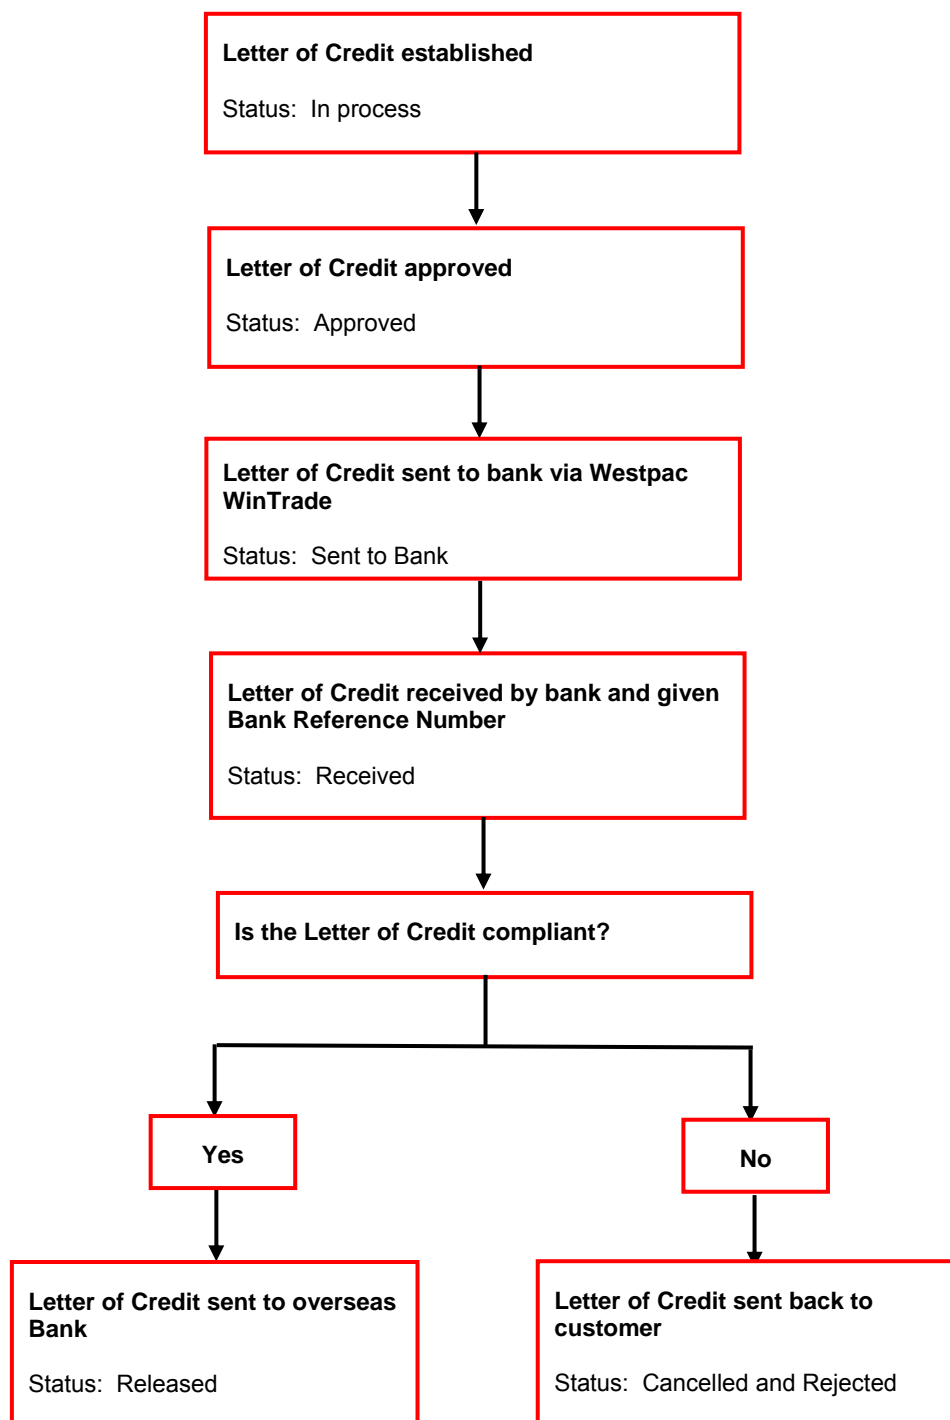 Letter of Credit established
Status:  In process
Letter of Credit approved
Status:  Approved
Letter of Credit sent to bank via Westpac
WinTrade
Status:  Sent to Bank
Letter of Credit received by bank and given
Bank Reference Number
Status:  Received
Is the Letter of Credit compliant?
Yes
No
Letter of Credit sent to overseas
Bank
Status:  Released
Letter of Credit sent back to
customer
Status:  Cancelled and Rejected